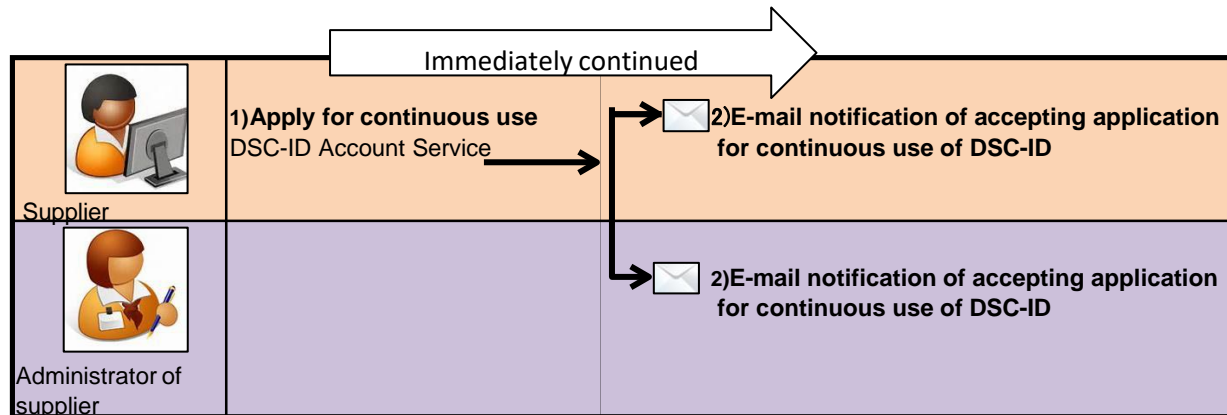 Immediately continued
1)Apply for continuous use
DSC-ID Account Service
2)E-mail notification of accepting application
for continuous use of DSC-ID
Supplier
2)E-mail notification of accepting application
for continuous use of DSC-ID
Administrator of
supplier